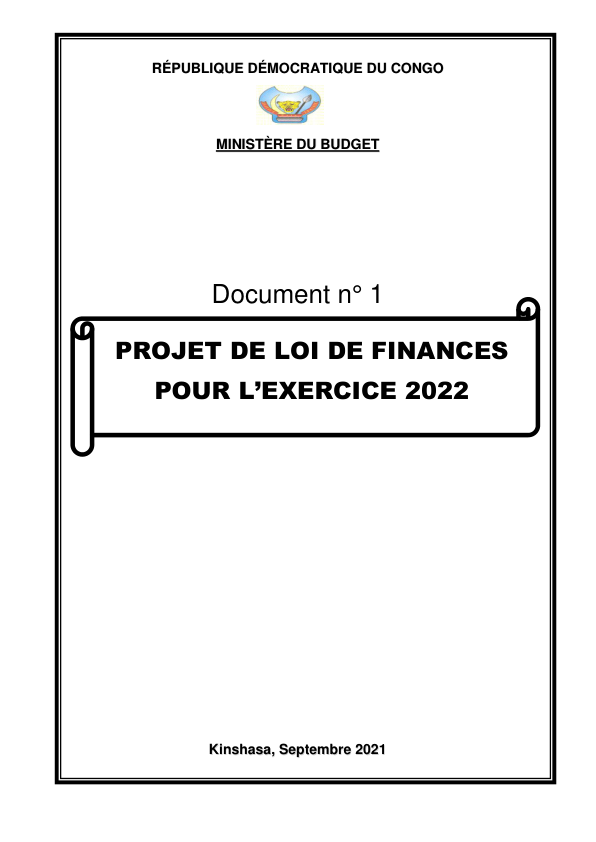 RÉPUBLIQUE DÉMOCRATIQUE DU CONGO
MINISTÈRE DU BUDGET
Document n° 1
PROJET DE LOI DE FINANCES
POUR L'EXERCICE 2022
Kinshasa, Septembre 2021